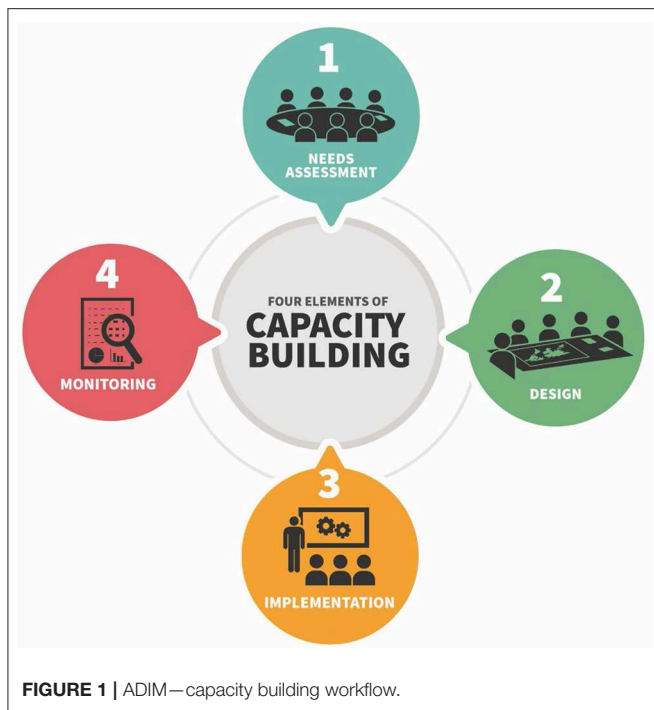 1
NEEDS
ASSESSMENT
4
MONITORING
FOUR ELEMENTS OF
CAPACITY
BUILDING
2
DESIGN
3
IMPLEMENTATION
FIGURE 1 | ADIM—capacity building workflow.